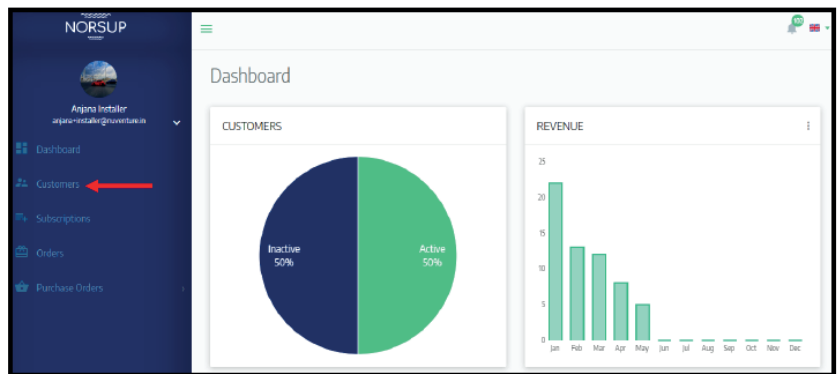 NORSUP
100
Anjana Installer
anjana+installer@nuventure.in
Dashboard
Customers
Subscriptions
Orders
Purchase Orders
Dashboard
CUSTOMERS
Inactive
50%
Active
50%
REVENUE
25
20
15
10
5
0
Jan Feb Mar Apr May Jun Jul Aug Sep Oct Nov Dec